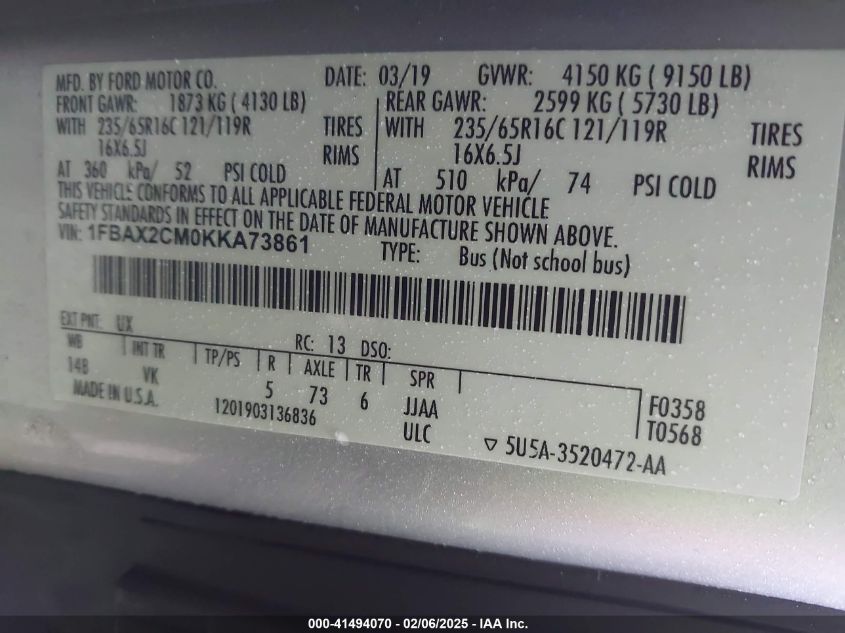 MFD. BY FORD MOTOR CO. DATE: 03/19 GVWR: 4150 KG ( 9150 LB)
FRONT GAWR: 1873 KG ( 4130 LB) REAR GAWR: 2599 KG ( 5730 LB)
WITH 235/65R16C 121/119R TIRES WITH 235/65R16C 121/119R TIRES
16X6.5J RIMS 16X6.5J RIMS
AT 360 kPa/ 52 PSI COLD AT 510 kPa/ 74 PSI COLD
THIS VEHICLE CONFORMS TO ALL APPLICABLE FEDERAL MOTOR VEHICLE
SAFETY STANDARDS IN EFFECT ON THE DATE OF MANUFACTURE SHOWN ABOVE.
VIN: 1FBAX2CM0KKA73861 TYPE: Bus (Not school bus)
EXT PNT: UX RC: 13 DSO:
WB INT TR TP/PS R AXLE TR SPR
148 VK 5 73 6 JJAA F0358
MADE IN U.S.A. 1201903136836 ULC T0568
▽ 5U5A-3520472-AA
000-41494070 - 02/06/2025 - IAA Inc.